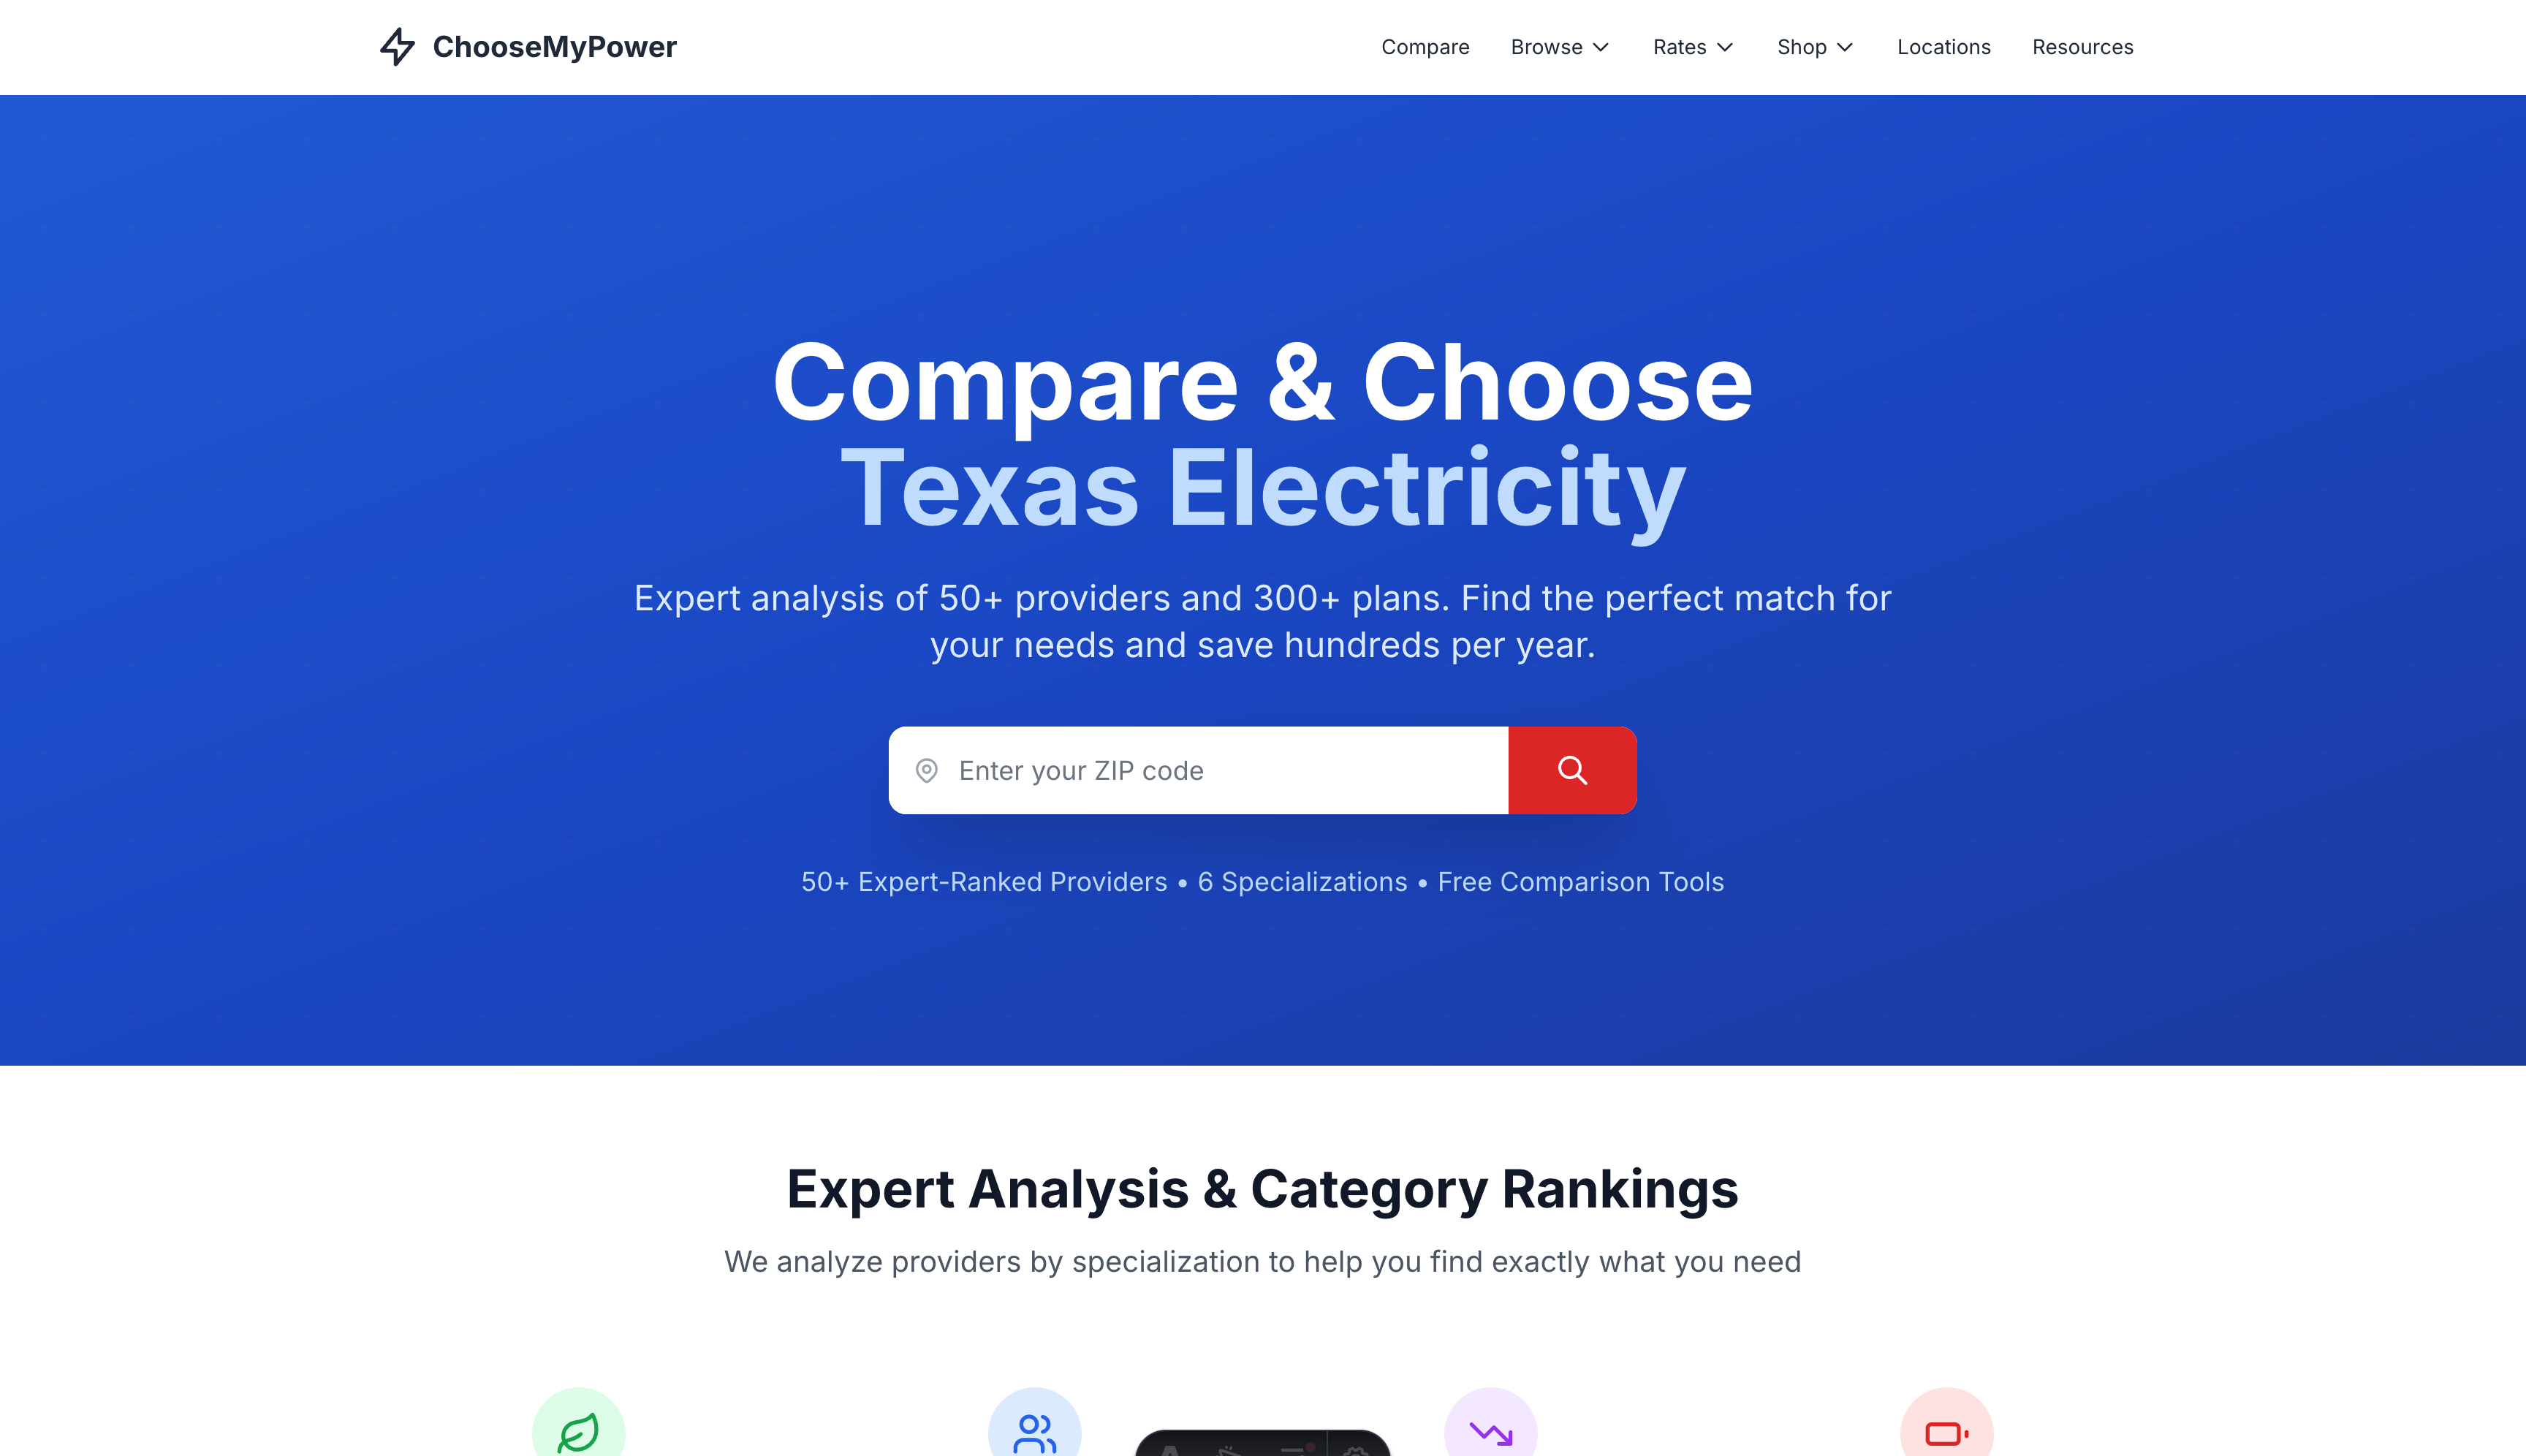 ChooseMyPower
Compare
Browse
Rates
Shop
Locations
Resources
Compare & Choose
Texas Electricity
Expert analysis of 50+ providers and 300+ plans. Find the perfect match for
your needs and save hundreds per year.
Enter your ZIP code
50+ Expert-Ranked Providers • 6 Specializations • Free Comparison Tools
Expert Analysis & Category Rankings
We analyze providers by specialization to help you find exactly what you need